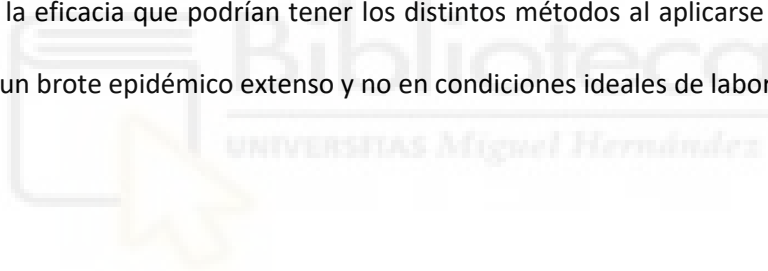 la eficacia que podrían tener los distintos métodos al aplicarse
un brote epidémico extenso y no en condiciones ideales de labor
Biblioteca
UNIVERSITAS Miguel Hernández